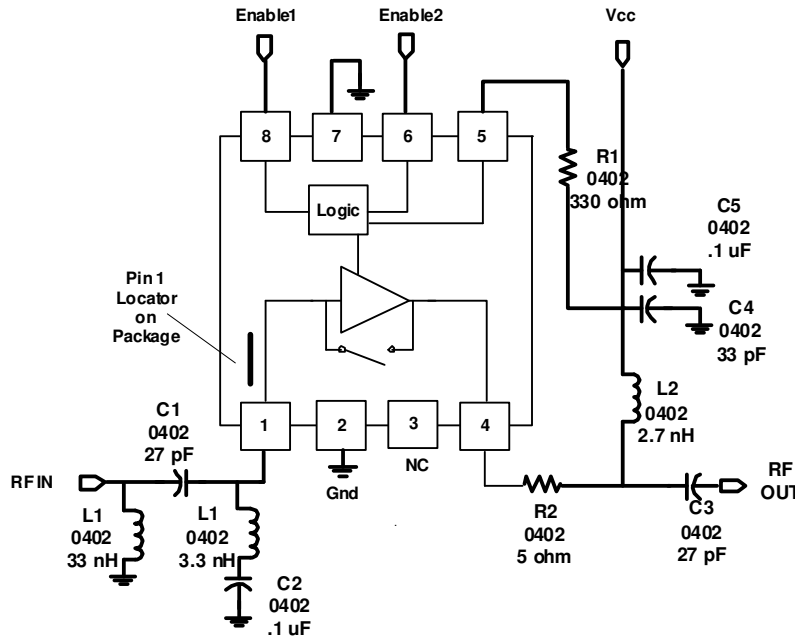 Enable1
Enable2
Vcc
8
7
6
5
R1
0402
330 ohm
Logic
C5
0402
.1 uF
Pin 1
Locator
on
Package
C4
0402
33 pF
L2
0402
2.7 nH
C1
0402
27 pF
1
2
3
4
NC
Gnd
RF IN
RF
OUT
L1
0402
33 nH
L1
0402
3.3 nH
R2
0402
5 ohm
C3
0402
27 pF
C2
0402
.1 uF